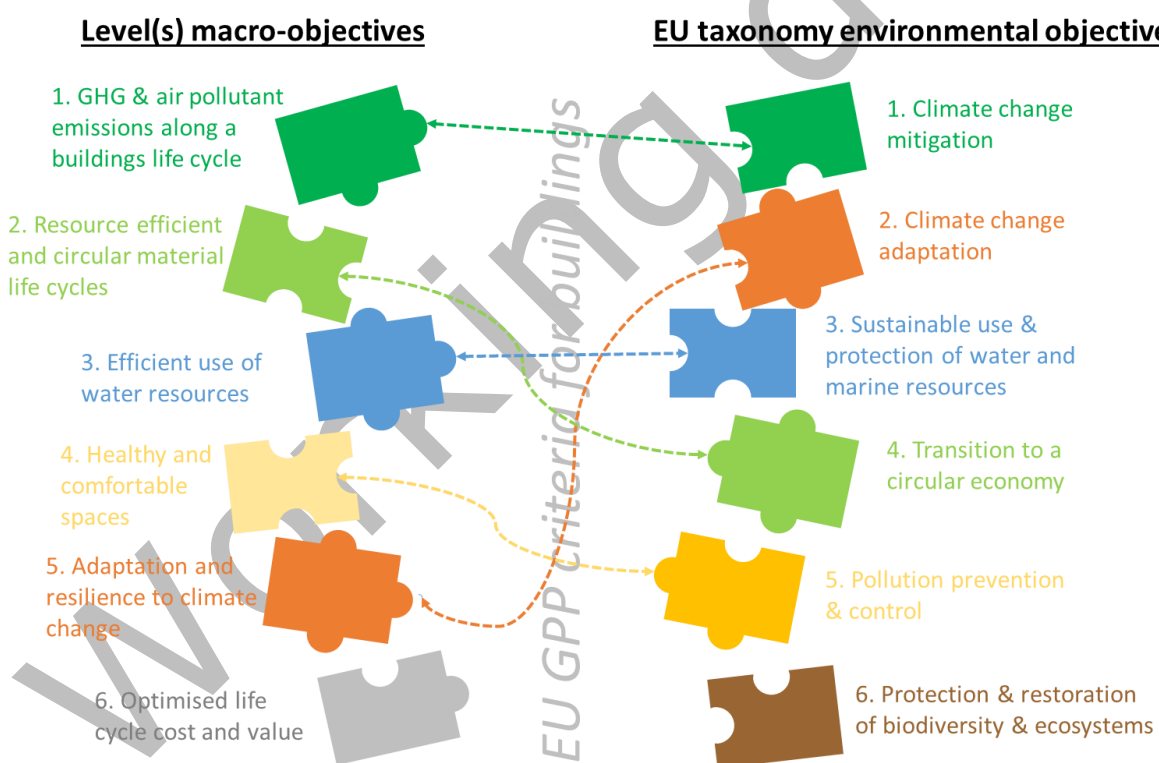 Level(s) macro-objectives
EU taxonomy environmental objective
1. GHG & air pollutant
emissions along a
buildings life cycle
2. Resource efficient
and circular material
life cycles
3. Efficient use of
water resources
4. Healthy and
comfortable
spaces
5. Adaptation and
resilience to climate
change
6. Optimised life
cycle cost and value
EU GPP criteria for buildings
1. Climate change
mitigation
2. Climate change
adaptation
3. Sustainable use &
protection of water and
marine resources
4. Transition to a
circular economy
5. Pollution prevention
& control
6. Protection & restoration
of biodiversity & ecosystems
Working